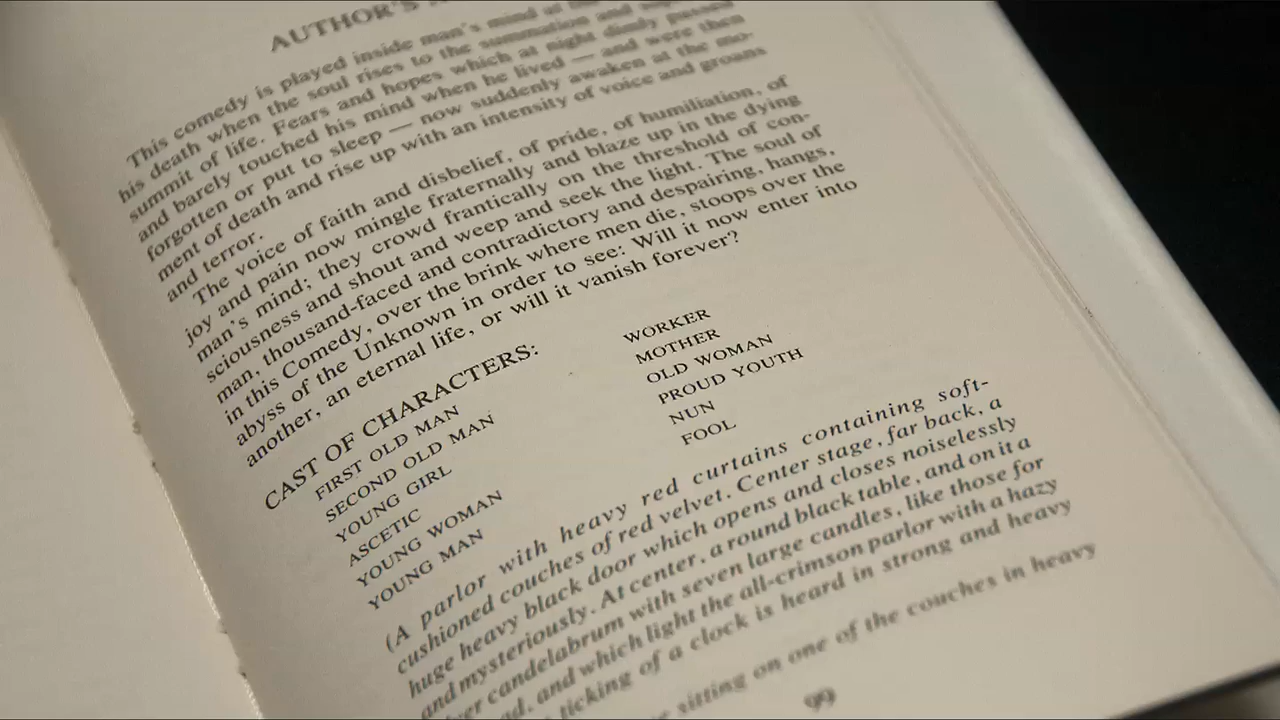 AUTHOR'S
This comedy is played inside man's mind at the
his death when the soul rises to the summation and
summit of life. Fears and hopes which at night dimly passed
and barely touched his mind when he lived — and were then
forgotten or put to sleep — now suddenly awaken at the mo-
ment of death and rise up with an intensity of voice and groans
and terror.
The voice of faith and disbelief, of pride, of humiliation, of
joy and pain now mingle fraternally and blaze up in the dying
man's mind; they crowd frantically on the threshold of con-
sciousness and shout and weep and seek the light. The soul of
man, thousand-faced and contradictory and despairing, hangs,
in this Comedy, over the brink where men die, stoops over the
abyss of the Unknown in order to see: Will it now enter into
another, an eternal life, or will it vanish forever?
CAST OF CHARACTERS:
FIRST OLD MAN
SECOND OLD MAN
YOUNG GIRL
ASCETIC
YOUNG WOMAN
YOUNG MAN
WORKER
MOTHER
OLD WOMAN
PROUD YOUTH
NUN
FOOL
(A parlor with heavy red curtains containing soft-
cushioned couches of red velvet. Center stage, far back, a
huge heavy black door which opens and closes noiselessly
and mysteriously. At center, a round black table, and on it a
ver candelabrum with seven large candles, like those for
ad, and which light the all-crimson parlor with a hazy
ticking of a clock is heard in strong and heavy
sitting on one of the couches in heavy
99